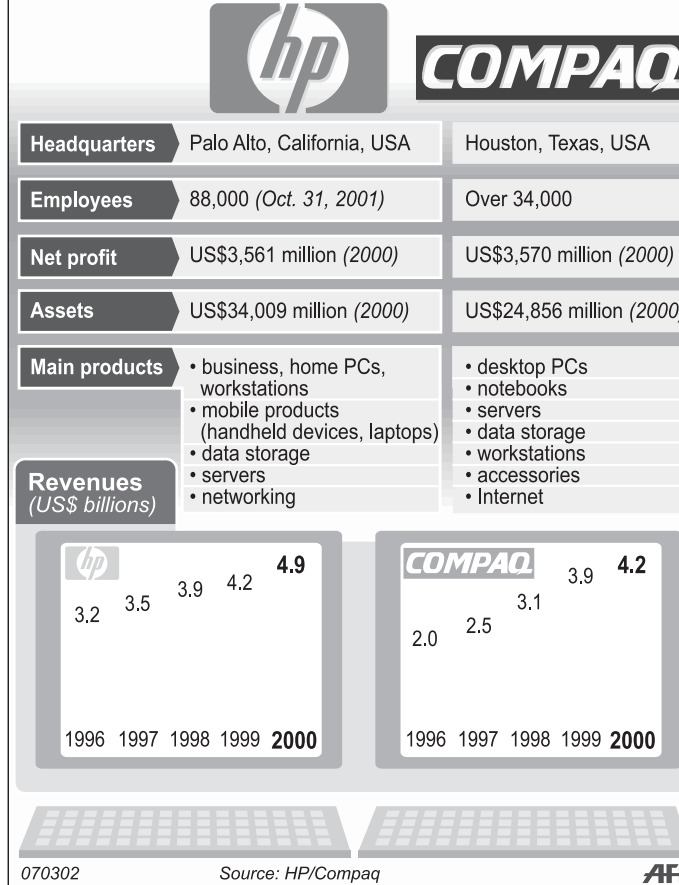 hp
COMPAQ
Headquarters
Palo Alto, California, USA
Houston, Texas, USA
Employees
88,000 (Oct. 31, 2001)
Over 34,000
Net profit
US$3,561 million (2000)
US$3,570 million (2000)
Assets
US$34,009 million (2000)
US$24,856 million (2000)
Main products
• business, home PCs,
workstations
• mobile products
(handheld devices, laptops)
• data storage
• servers
• networking
• desktop PCs
• notebooks
• servers
• data storage
• workstations
• accessories
• Internet
Revenues
(US$ billions)
hp
3.2 3.5 3.9 4.2 4.9
1996 1997 1998 1999 2000
COMPAQ
2.0 2.5 3.1 3.9 4.2
1996 1997 1998 1999 2000
070302
Source: HP/Compaq